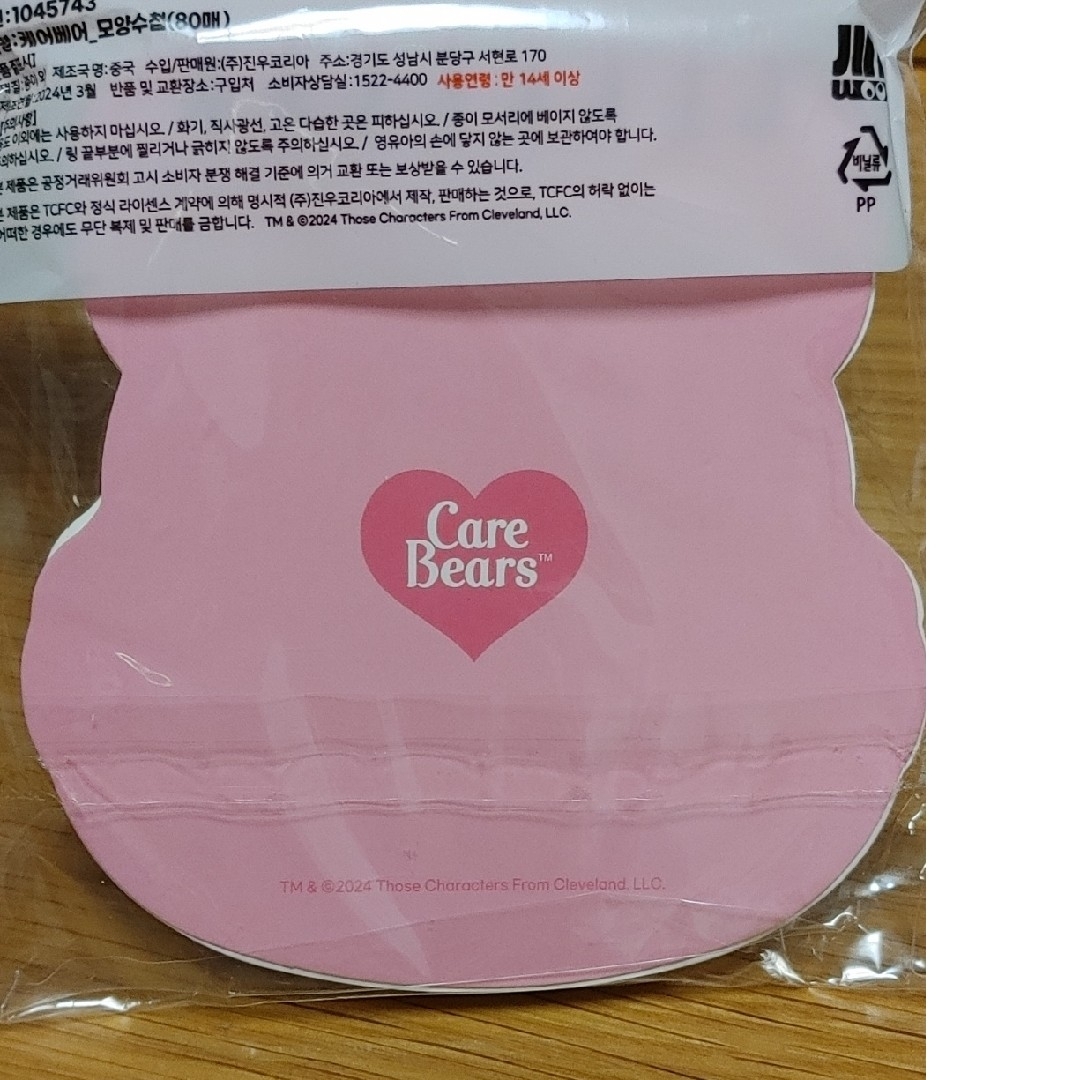 :1045743
:케어베어_모양수첩(80매)
제조국명:중국 수입/판매원:(주)진우코리아 주소:경기도 성남시 분당구 서현로 170
2024년 3월 반품 및 교환장소:구입처 소비자상담실:1522-4400 사용연령:만 14세 이상
이외에는 사용하지 마십시오. / 화기, 직사광선, 고온 다습한 곳은 피하십시오. / 종이 모서리에 베이지 않도록
주의하십시오. / 링 끝부분에 찔리거나 긁히지 않도록 주의하십시오. / 영유아의 손에 닿지 않는 곳에 보관하여야 합니다.
본 제품은 공정거래위원회 고시 소비자 분쟁 해결 기준에 의거 교환 또는 보상받을 수 있습니다.
본 제품은 TCFC와 정식 라이센스 계약에 의해 명시적 (주)진우코리아에서 제작, 판매하는 것으로, TCFC의 허락 없이는
어떠한 경우에도 무단 복제 및 판매를 금합니다. TM & ©2024 Those Characters From Cleveland, LLC.
비닐류
PP
Care
Bears™
TM & ©2024 Those Characters From Cleveland, LLC.